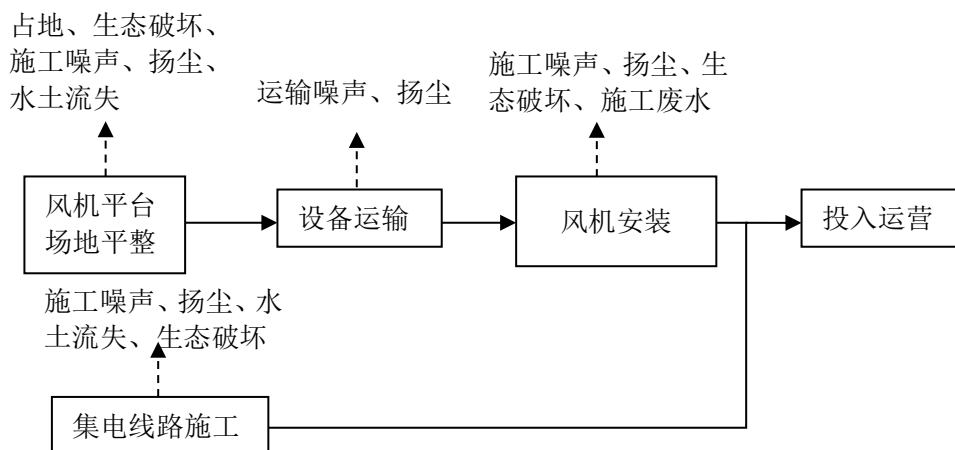 占地、生态破坏、
施工噪声、扬尘、
水土流失
运输噪声、扬尘
施工噪声、扬尘、生
态破坏、施工废水
风机平台
场地平整
设备运输
风机安装
投入运营
施工噪声、扬尘、水
土流失、生态破坏
集电线路施工